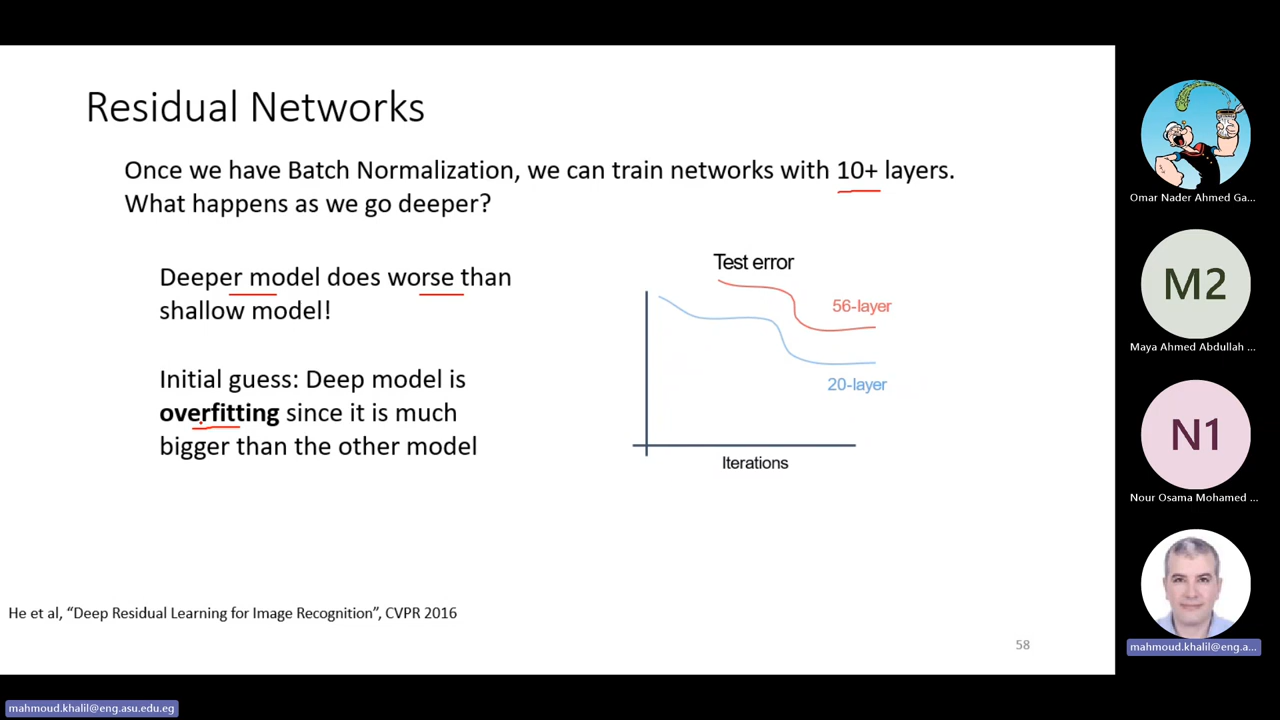 Residual Networks
Once we have Batch Normalization, we can train networks with 10+ layers.
What happens as we go deeper?
Deeper model does worse than
shallow model!
Initial guess: Deep model is
overfitting since it is much
bigger than the other model
Test error
56-layer
20-layer
Iterations
He et al, “Deep Residual Learning for Image Recognition”, CVPR 2016
58
Omar Nader Ahmed Ga...
M2
Maya Ahmed Abdullah ...
N1
Nour Osama Mohamed ...
mahmoud.khalil@eng.a...
mahmoud.khalil@eng.asu.edu.eg